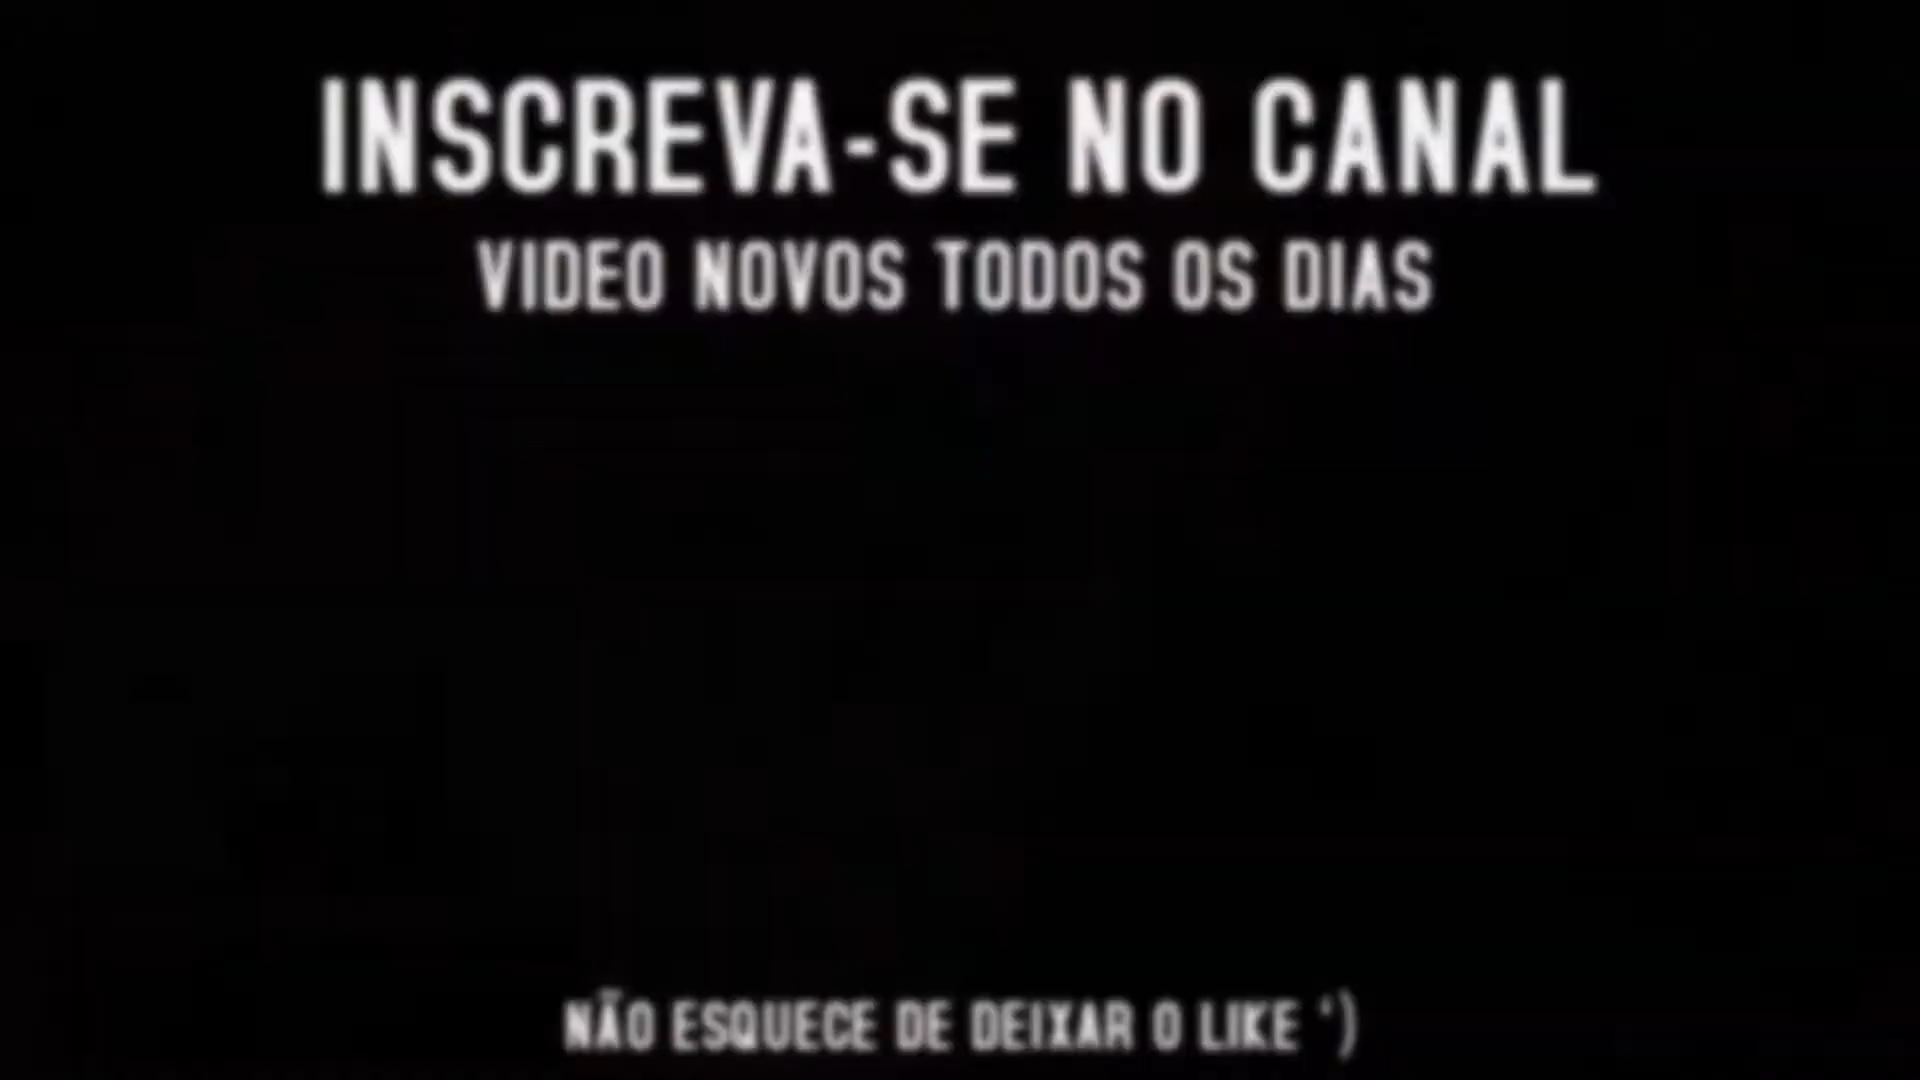 INSCREVA-SE NO CANAL
VIDEO NOVOS TODOS OS DIAS
NÃO ESQUECE DE DEIXAR O LIKE ')